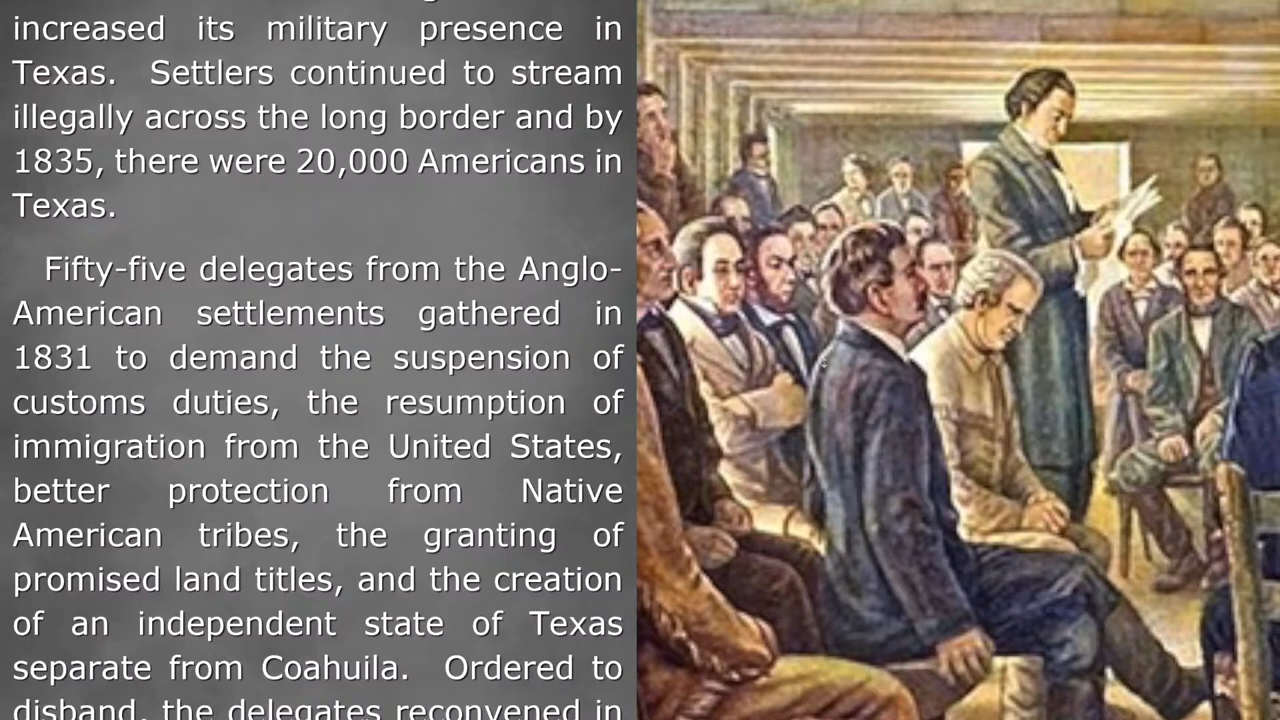 increased its military presence in
Texas. Settlers continued to stream
illegally across the long border and by
1835, there were 20,000 Americans in
Texas.
Fifty-five delegates from the Anglo-
American settlements gathered in
1831 to demand the suspension of
customs duties, the resumption of
immigration from the United States,
better protection from Native
American tribes, the granting of
promised land titles, and the creation
of an independent state of Texas
separate from Coahuila. Ordered to
disband, the delegates reconvened in